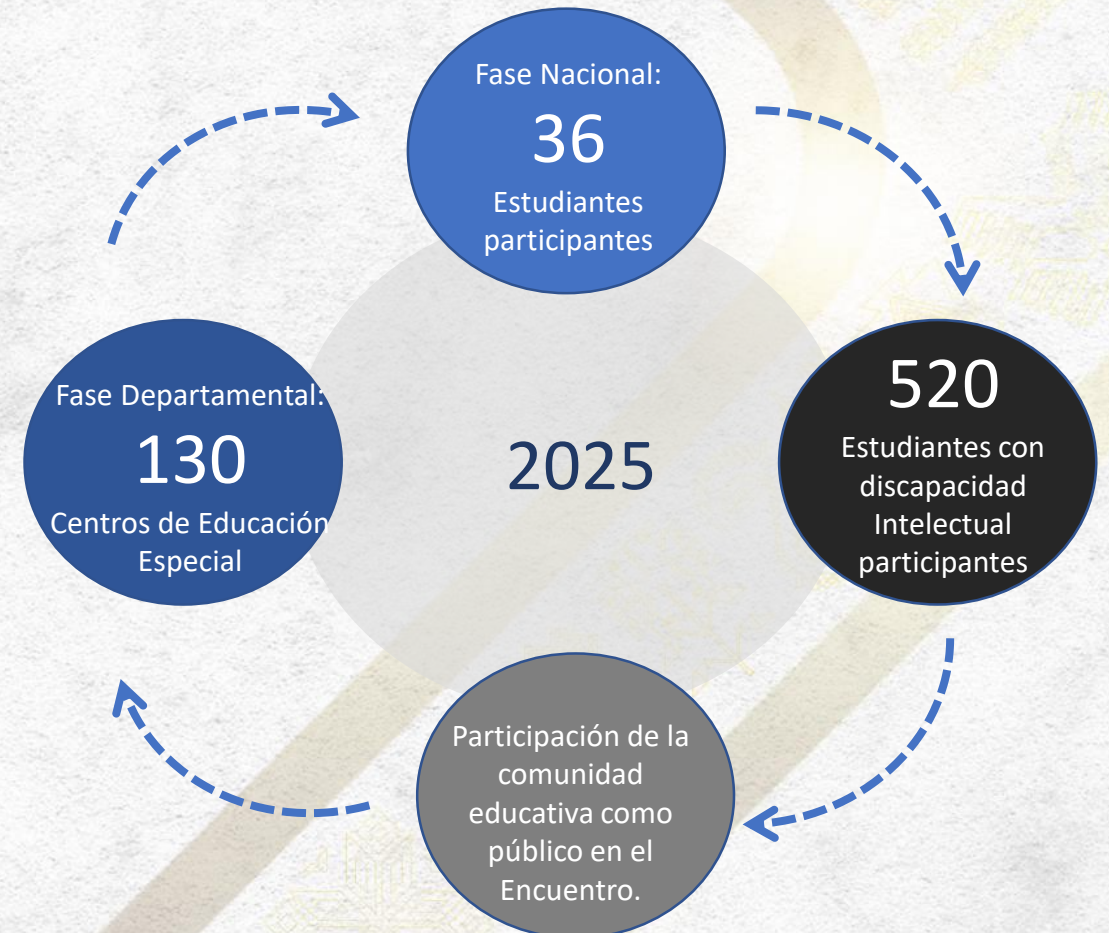 Fase Nacional:
36
Estudiantes
participantes
Fase Departamental:
130
Centros de Educación
Especial
2025
520
Estudiantes con
discapacidad
Intelectual
participantes
Participación de la
comunidad
educativa como
público en el
Encuentro.